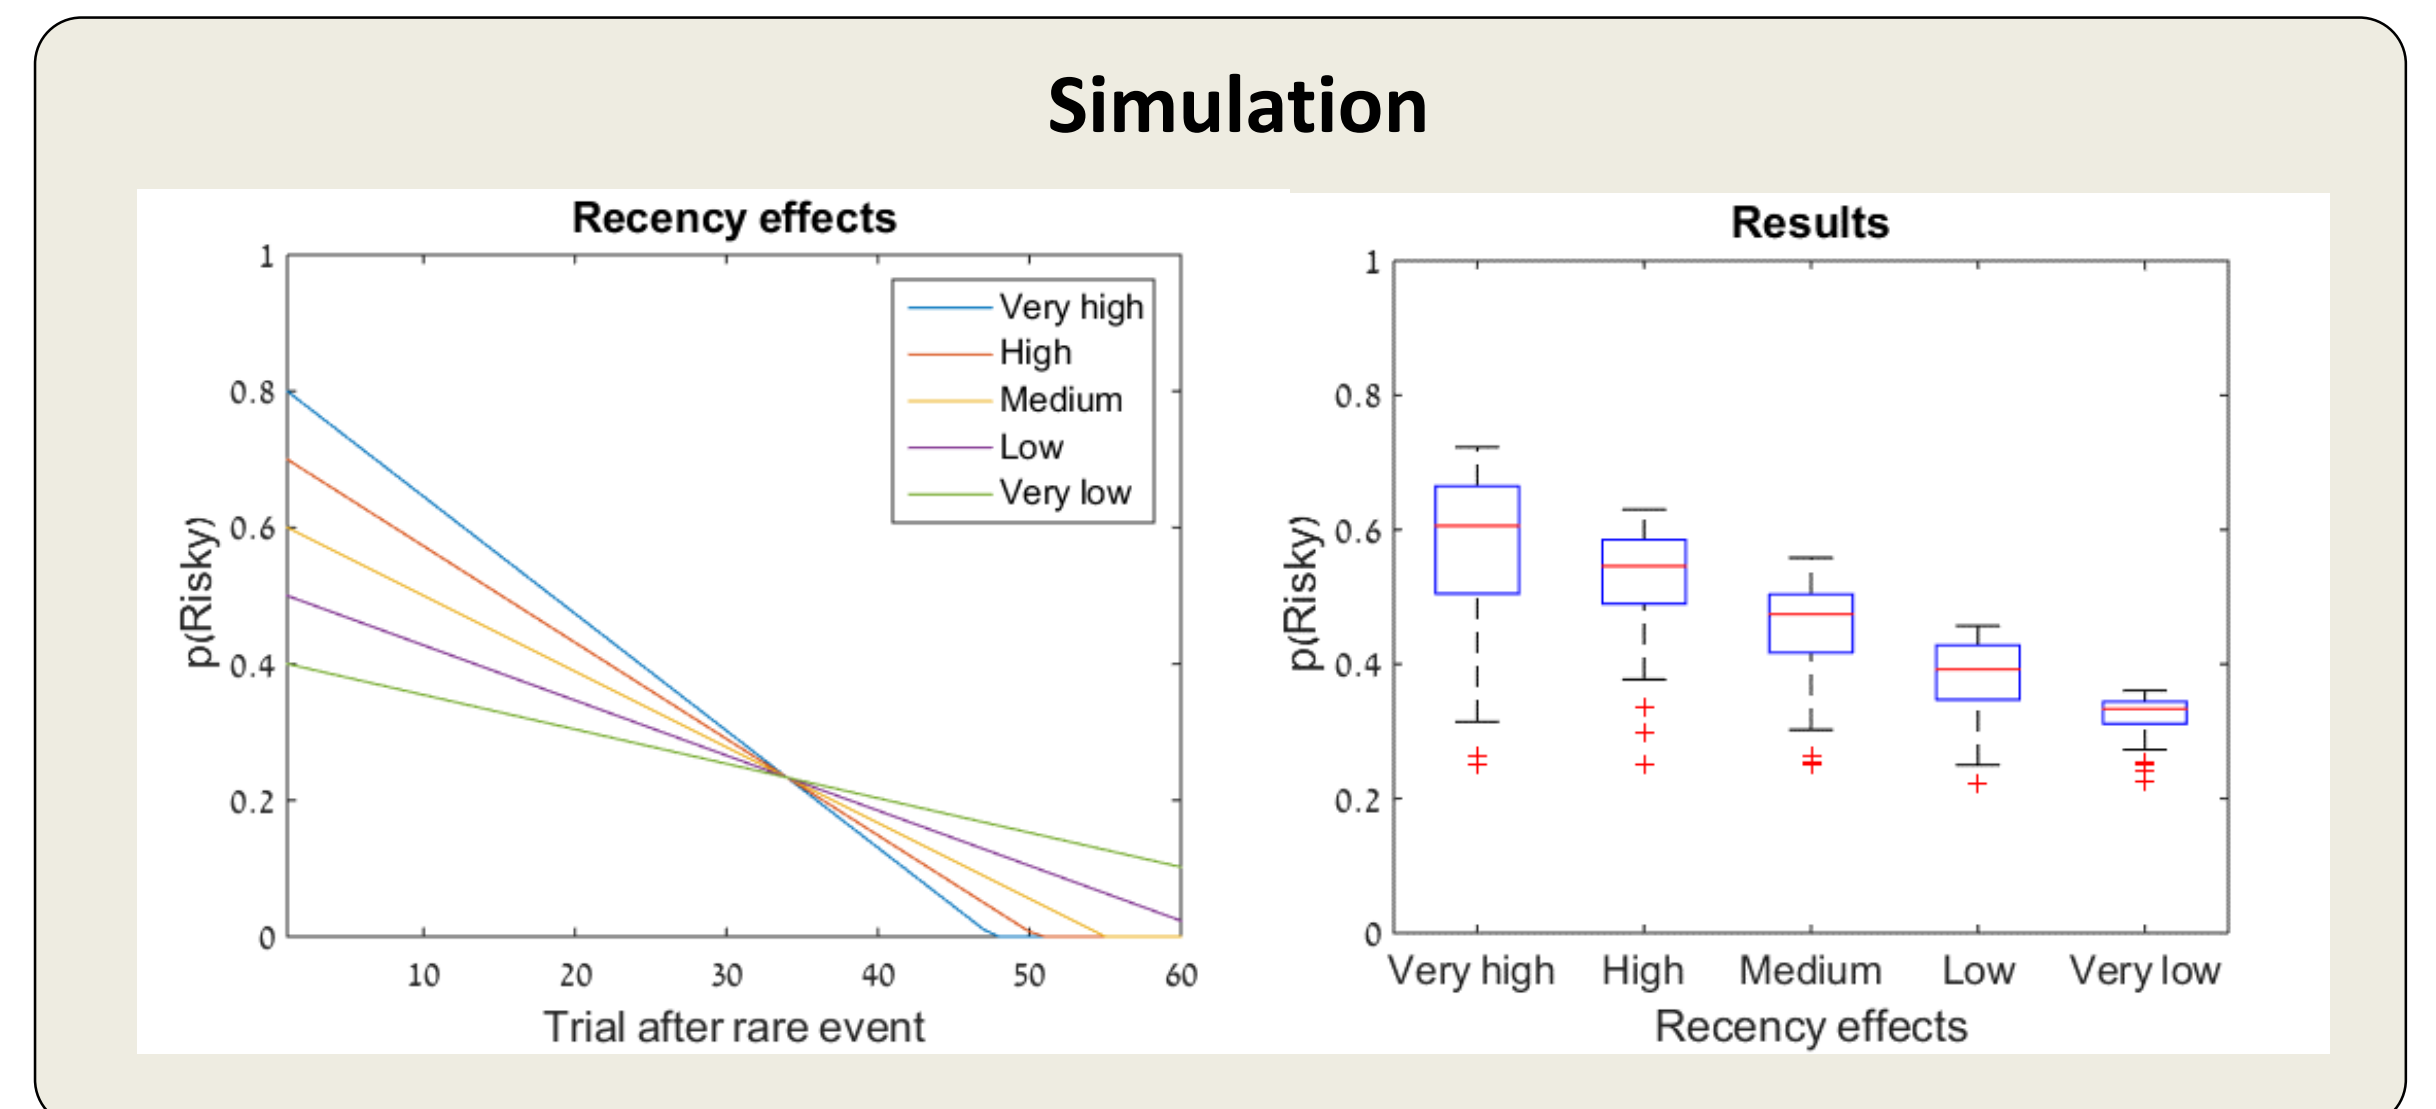 Simulation
Recency effects
1
0.8
0.6
0.4
0.2
0
p(Risky)
Very high
High
Medium
Low
Very low
10 20 30 40 50 60
Trial after rare event
Results
1
0.8
0.6
0.4
0.2
0
p(Risky)
Very high High Medium Low Very low
Recency effects